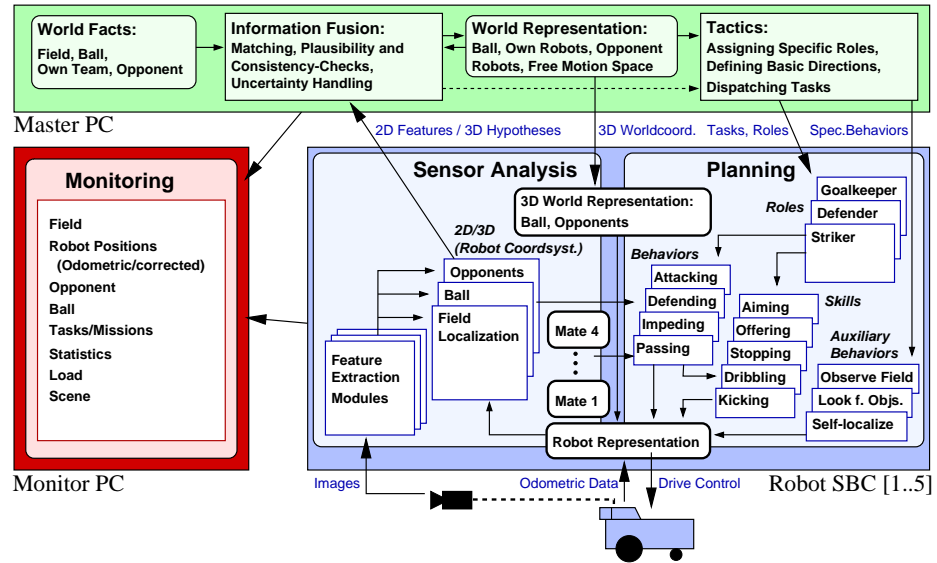 World Facts:
Field, Ball,
Own Team, Opponent
Information Fusion:
Matching, Plausibility and
Consistency-Checks,
Uncertainty Handling
World Representation:
Ball, Own Robots, Opponent
Robots, Free Motion Space
Tactics:
Assigning Specific Roles,
Defining Basic Directions,
Dispatching Tasks
Master PC
2D Features / 3D Hypotheses
3D Worldcoord.
Tasks, Roles
Spec.Behaviors
Monitoring
Field
Robot Positions
(Odometric/corrected)
Opponent
Ball
Tasks/Missions
Statistics
Load
Scene
Monitor PC
Sensor Analysis
2D/3D
(Robot Coordsyst.)
Opponents
Ball
Field
Localization
Feature
Extraction
Modules
3D World Representation:
Ball, Opponents
Mate 4
Mate 1
Robot Representation
Planning
Roles
Goalkeeper
Defender
Striker
Behaviors
Attacking
Defending
Impeding
Passing
Skills
Aiming
Offering
Stopping
Dribbling
Kicking
Auxiliary
Behaviors
Observe Field
Look f. Objs.
Self-localize
Images
Odometric Data
Drive Control
Robot SBC [1..5]